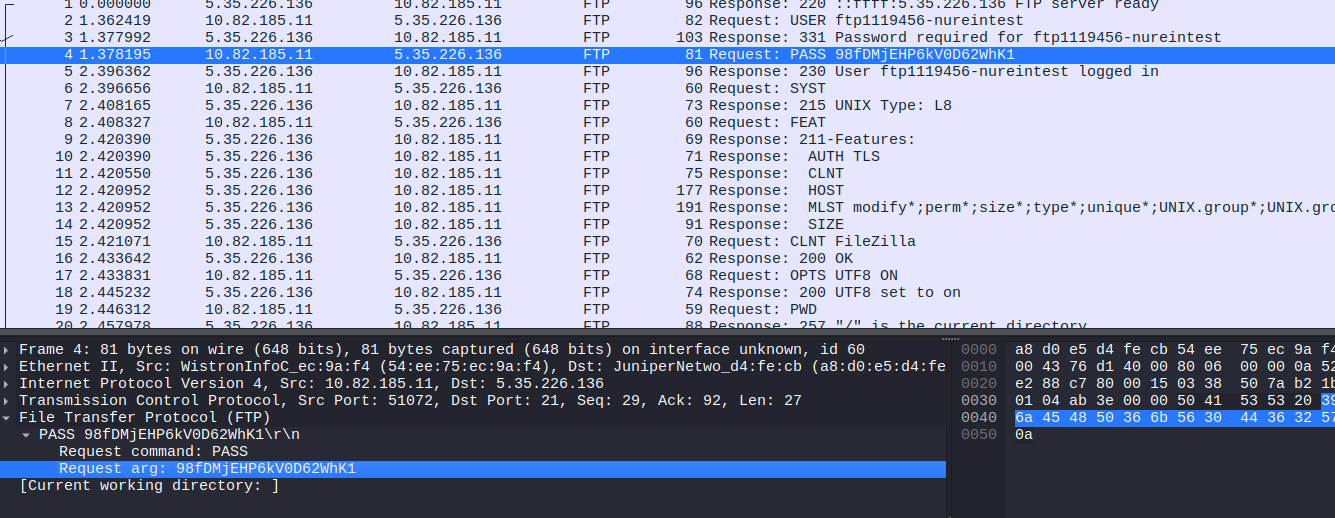 1 0.000000 5.35.226.136 10.82.185.11 FTP 96 Response: 220 ::ffff:5.35.226.136 FTP server ready
2 1.362419 10.82.185.11 5.35.226.136 FTP 82 Request: USER ftp1119456-nureintest
3 1.377992 5.35.226.136 10.82.185.11 FTP 103 Response: 331 Password required for ftp1119456-nureintest
4 1.378195 10.82.185.11 5.35.226.136 FTP 81 Request: PASS 98fDMjEHP6kV0D62WhK1
5 2.396362 5.35.226.136 10.82.185.11 FTP 96 Response: 230 User ftp1119456-nureintest logged in
6 2.396656 10.82.185.11 5.35.226.136 FTP 60 Request: SYST
7 2.408165 5.35.226.136 10.82.185.11 FTP 73 Response: 215 UNIX Type: L8
8 2.408327 10.82.185.11 5.35.226.136 FTP 60 Request: FEAT
9 2.420390 5.35.226.136 10.82.185.11 FTP 69 Response: 211-Features:
10 2.420390 5.35.226.136 10.82.185.11 FTP 71 Response:  AUTH TLS
11 2.420550 5.35.226.136 10.82.185.11 FTP 75 Response:  CLNT
12 2.420952 5.35.226.136 10.82.185.11 FTP 177 Response:  HOST
13 2.420952 5.35.226.136 10.82.185.11 FTP 191 Response:  MLST modify*;perm*;size*;type*;unique*;UNIX.group*;UNIX.gro
14 2.420952 5.35.226.136 10.82.185.11 FTP 91 Response:  SIZE
15 2.421071 10.82.185.11 5.35.226.136 FTP 70 Request: CLNT FileZilla
16 2.433642 5.35.226.136 10.82.185.11 FTP 62 Response: 200 OK
17 2.433831 10.82.185.11 5.35.226.136 FTP 68 Request: OPTS UTF8 ON
18 2.445232 5.35.226.136 10.82.185.11 FTP 74 Response: 200 UTF8 set to on
19 2.446312 10.82.185.11 5.35.226.136 FTP 59 Request: PWD
20 2.457978 5.35.226.136 10.82.185.11 FTP 88 Response: 257 "/" is the current directory
Frame 4: 81 bytes on wire (648 bits), 81 bytes captured (648 bits) on interface unknown, id 60
Ethernet II, Src: WistronInfoC_ec:9a:f4 (54:ee:75:ec:9a:f4), Dst: JuniperNetwo_d4:fe:cb (a8:d0:e5:d4:fe
Internet Protocol Version 4, Src: 10.82.185.11, Dst: 5.35.226.136
Transmission Control Protocol, Src Port: 51072, Dst Port: 21, Seq: 29, Ack: 92, Len: 27
File Transfer Protocol (FTP)
PASS 98fDMjEHP6kV0D62WhK1\r\n
Request command: PASS
Request arg: 98fDMjEHP6kV0D62WhK1
[Current working directory: ]
0000 a8 d0 e5 d4 fe cb 54 ee 75 ec 9a f4
0010 00 43 76 d1 40 00 80 06 00 00 0a 52
0020 e2 88 c7 80 00 15 03 38 50 7a b2 1b
0030 01 04 ab 3e 00 00 50 41 53 53 20 39
0040 6a 45 48 50 36 6b 56 30 44 36 32 57
0050 0a